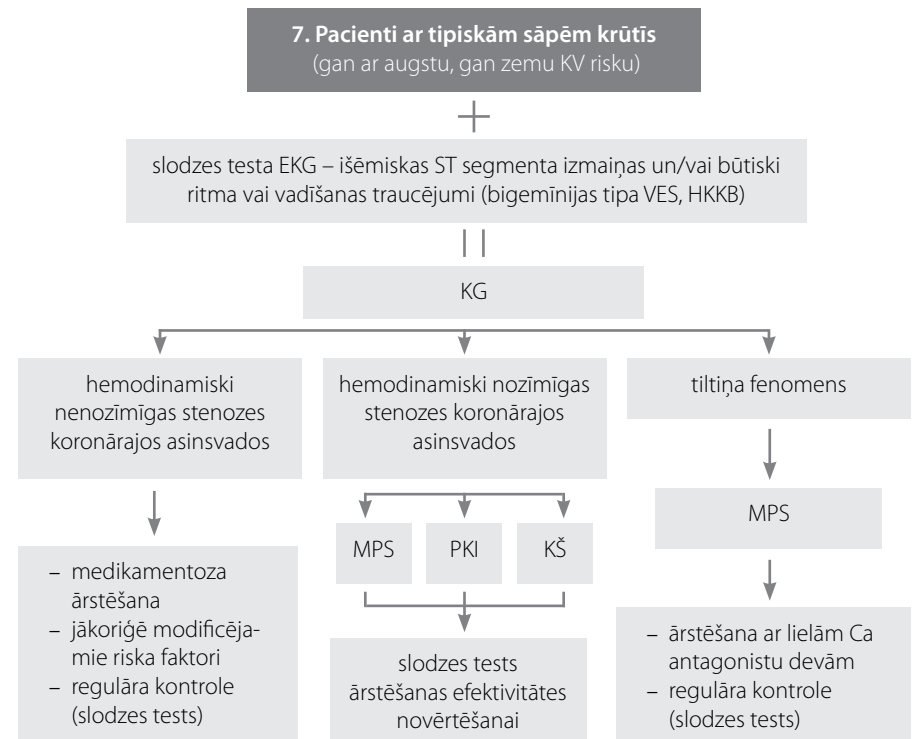 7. Pacienti ar tipiskām sāpēm krūtīs
(gan ar augstu, gan zemu KV risku)
slodzes testa EKG – išēmiskas ST segmenta izmaiņas un/vai būtiski
ritma vai vadīšanas traucējumi (bigemīnijas tipa VES, HKKB)
KG
hemodinamiski
nenozīmīgas stenozes
koronārajos asinsvados
hemodinamiski nozīmīgas
stenozes koronārajos
asinsvados
tiltiņa fenomens
– medikamentoza
ārstēšana
– jākoriģē modificēja-
mie riska faktori
– regulāra kontrole
(slodzes tests)
MPS
PKI
KŠ
slodzes tests
ārstēšanas efektivitātes
novērtēšanai
MPS
– ārstēšana ar lielām Ca
antagonistu devām
– regulāra kontrole
(slodzes tests)